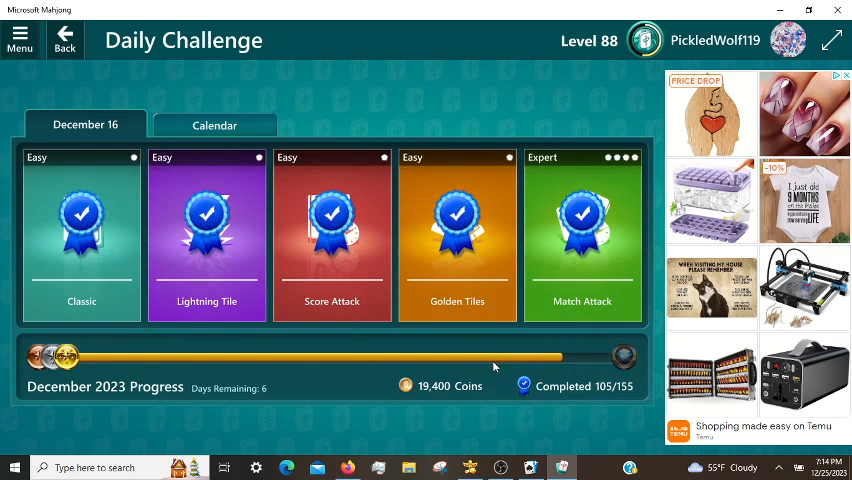 Microsoft Mahjong
Menu
Back
Daily Challenge
Level 88
PickledWolf119
December 16
Calendar
Easy
Easy
Easy
Easy
Expert
Classic
Lightning Tile
Score Attack
Golden Tiles
Match Attack
December 2023 Progress
Days Remaining: 6
19,400 Coins
Completed 105/155
PRICE DROP
-10%
I just did
9 MONTHS
on the inside
LIFE
WHEN VISITING MY HOUSE
PLEASE REMEMBER
TEMU
Shopping made easy on Temu
Temu
Type here to search
55°F Cloudy
7:14 PM
12/25/2023